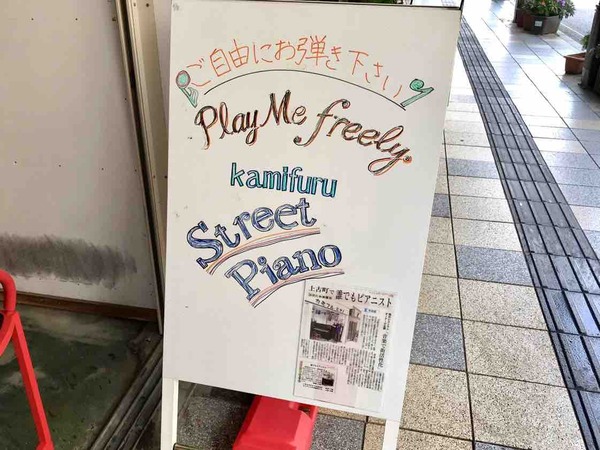 ご自由にお弾き下さい
Play Me freely.
kamifuru
Street
Piano
上古町で誰でもピアニスト